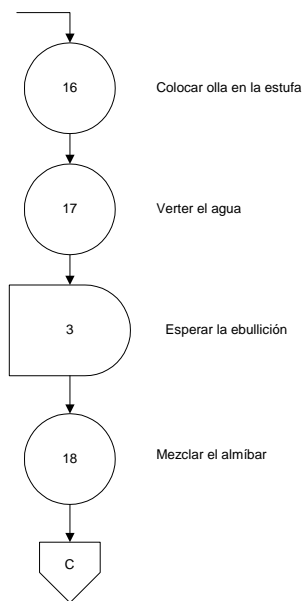 16 Colocar olla en la estufa
17 Verter el agua
3 Esperar la ebullición
18 Mezclar el almíbar
C